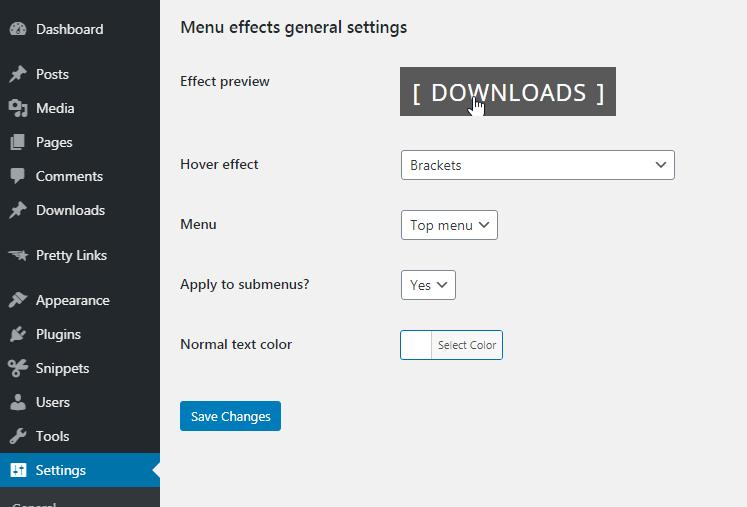 Dashboard
Posts
Media
Pages
Comments
Downloads
Pretty Links
Appearance
Plugins
Snippets
Users
Tools
Settings
General
Menu effects general settings
Effect preview
[ DOWNLOADS ]
Hover effect
Brackets
Menu
Top menu
Apply to submenus?
Yes
Normal text color
Select Color
Save Changes